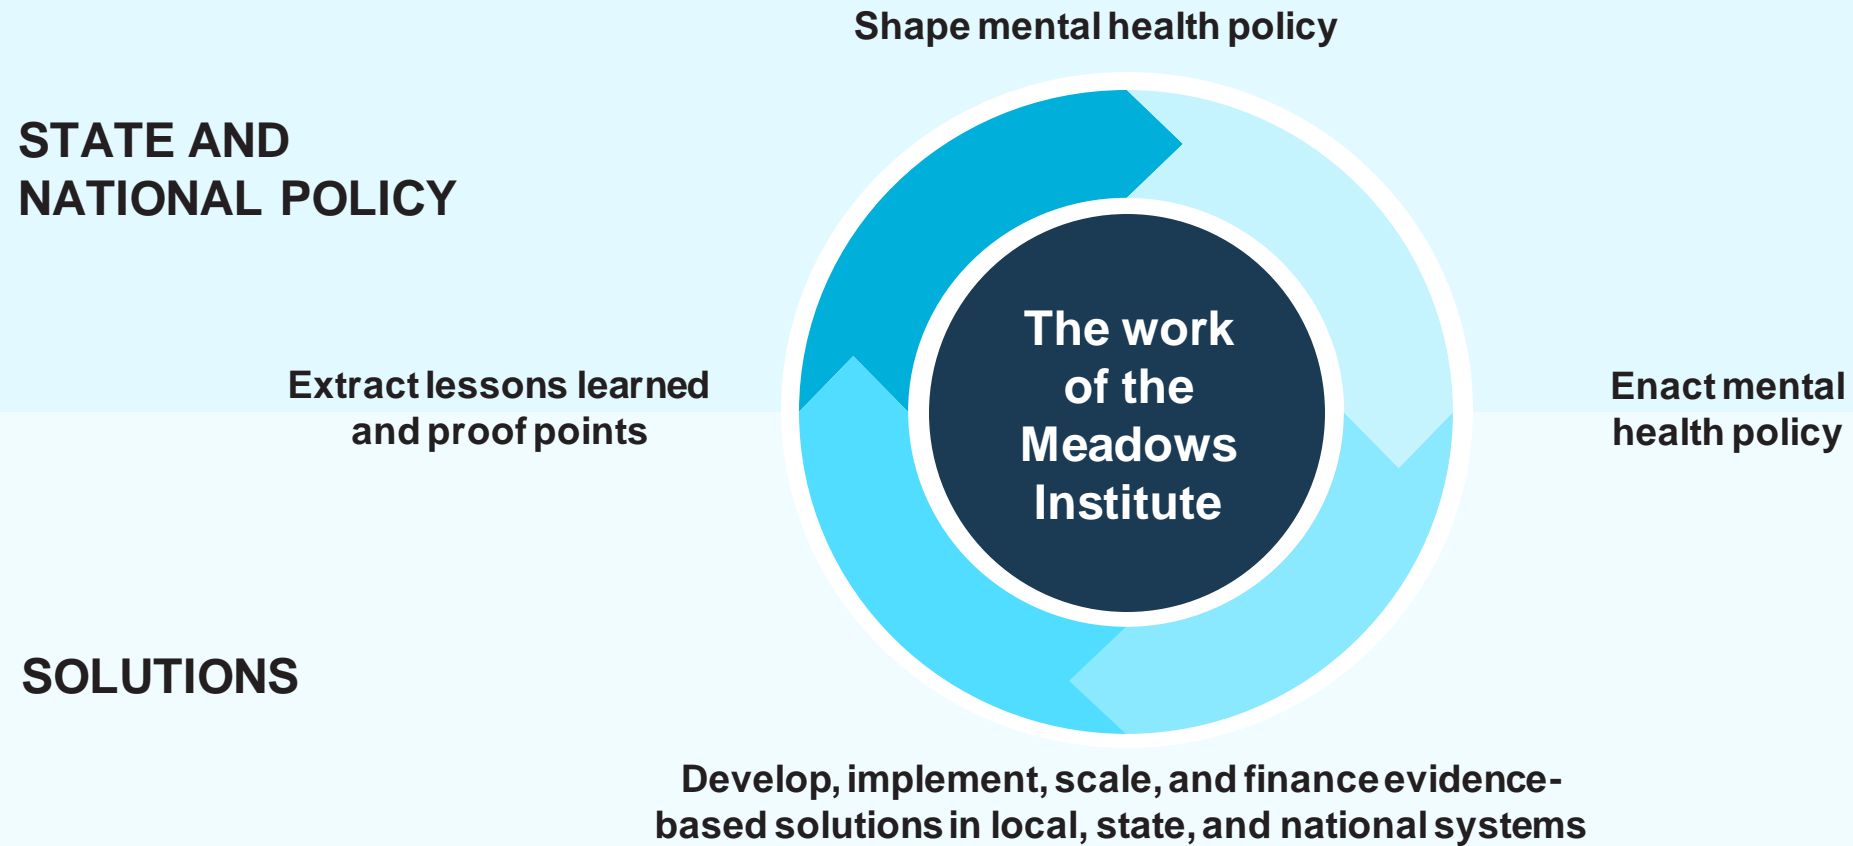 Shape mental health policy
STATE AND
NATIONAL POLICY
The work
of the
Meadows
Institute
Extract lessons learned
and proof points
Enact mental
health policy
SOLUTIONS
Develop, implement, scale, and finance evidence-
based solutions in local, state, and national systems